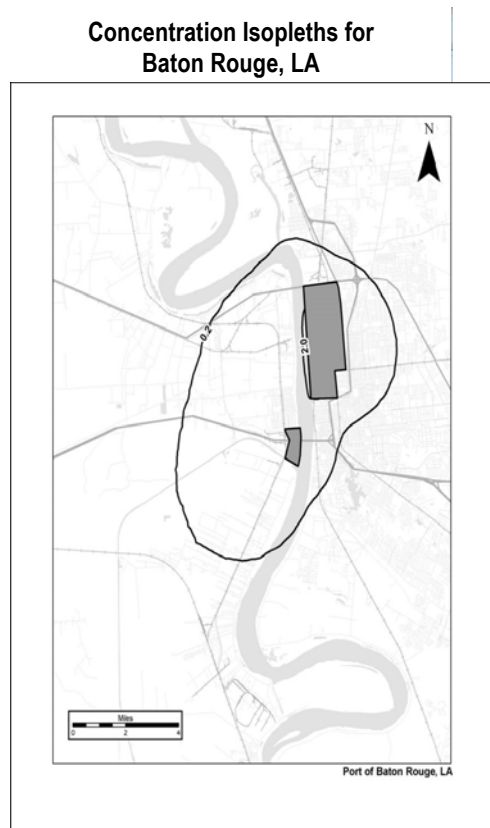 Concentration Isopleths for
Baton Rouge, LA
N
0.2
2.0
Miles
0 2 4
Port of Baton Rouge, LA